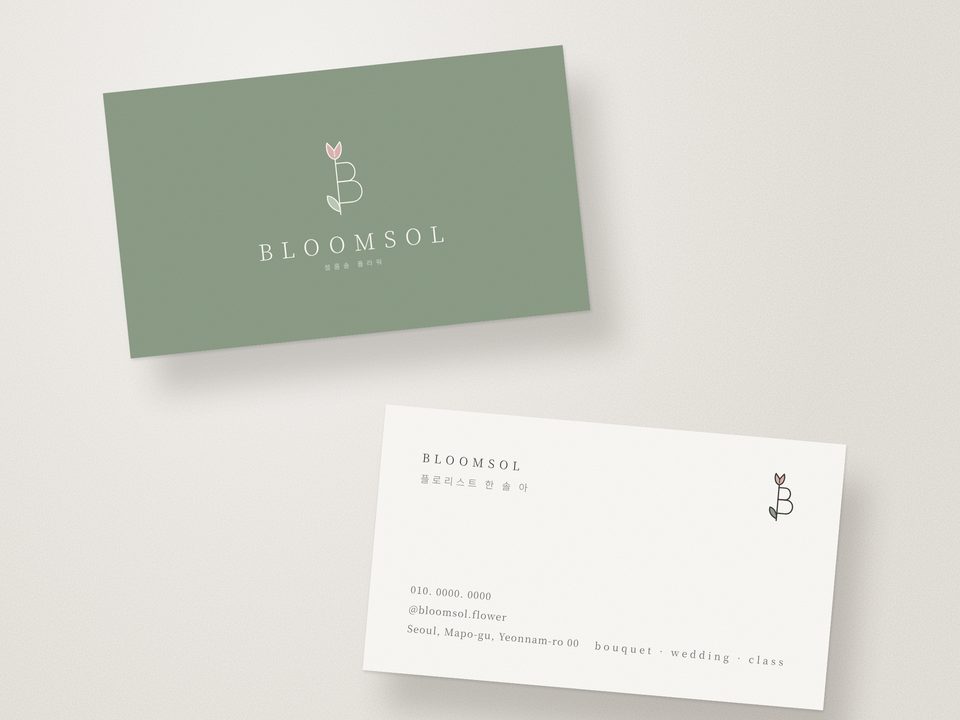 BLOOMSOL
블룸솔 플라워
BLOOMSOL
플로리스트 한 솔 아
010. 0000. 0000
@bloomsol.flower
Seoul, Mapo-gu, Yeonnam-ro 00
bouquet · wedding · class